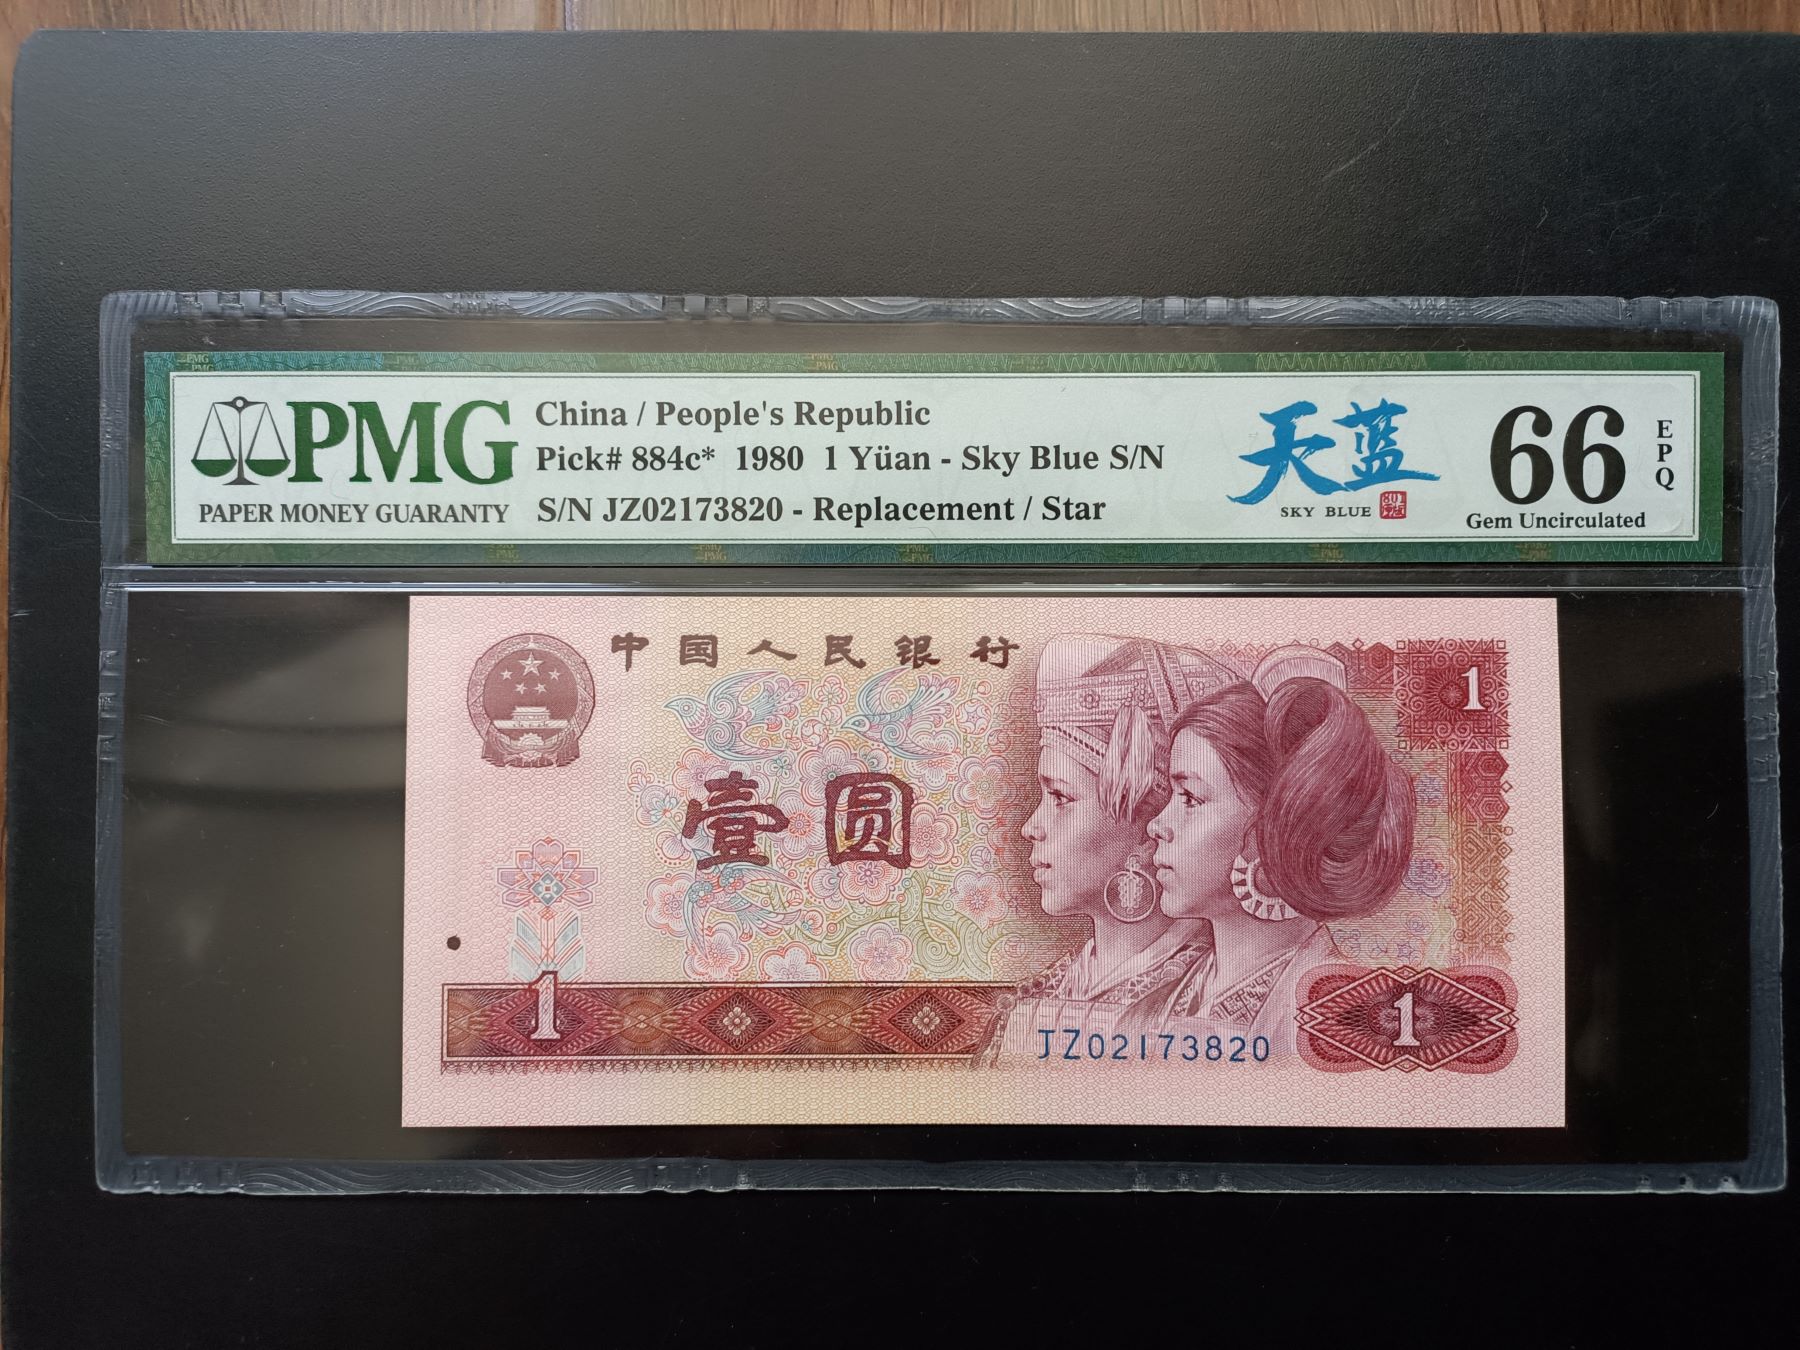 PMG
PAPER MONEY GUARANTY
China / People's Republic
Pick# 884c* 1980 1 Yüan - Sky Blue S/N
S/N JZ02173820 - Replacement / Star
天蓝
SKY BLUE
66
EPQ
Gem Uncirculated
中国人民银行
1
壹圆
1
JZ02173820
1